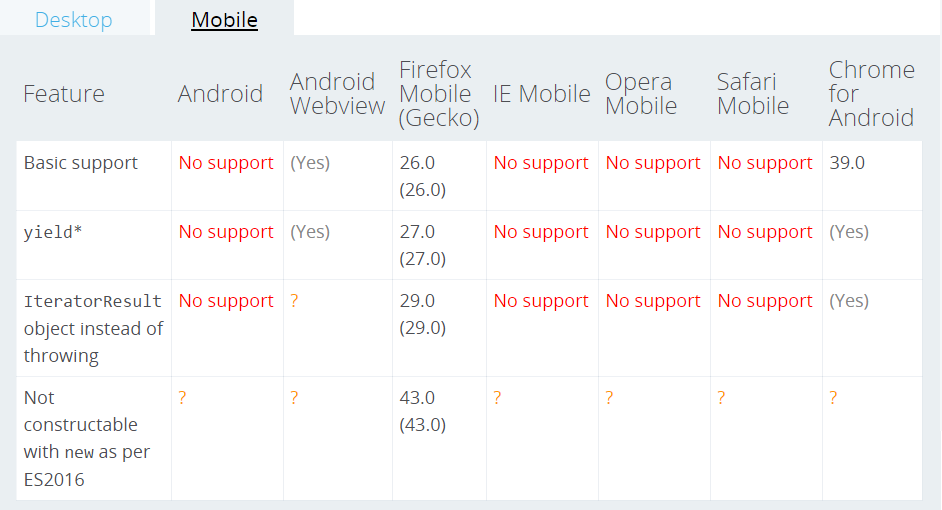 Desktop Mobile
Feature Android Android Webview Firefox Mobile (Gecko) IE Mobile Opera Mobile Safari Mobile Chrome for Android
Basic support No support (Yes) 26.0 (26.0) No support No support No support 39.0
yield* No support (Yes) 27.0 (27.0) No support No support No support (Yes)
IteratorResult object instead of throwing No support ? 29.0 (29.0) No support No support No support (Yes)
Not constructable with new as per ES2016 ? ? 43.0 (43.0) ? ? ? ?